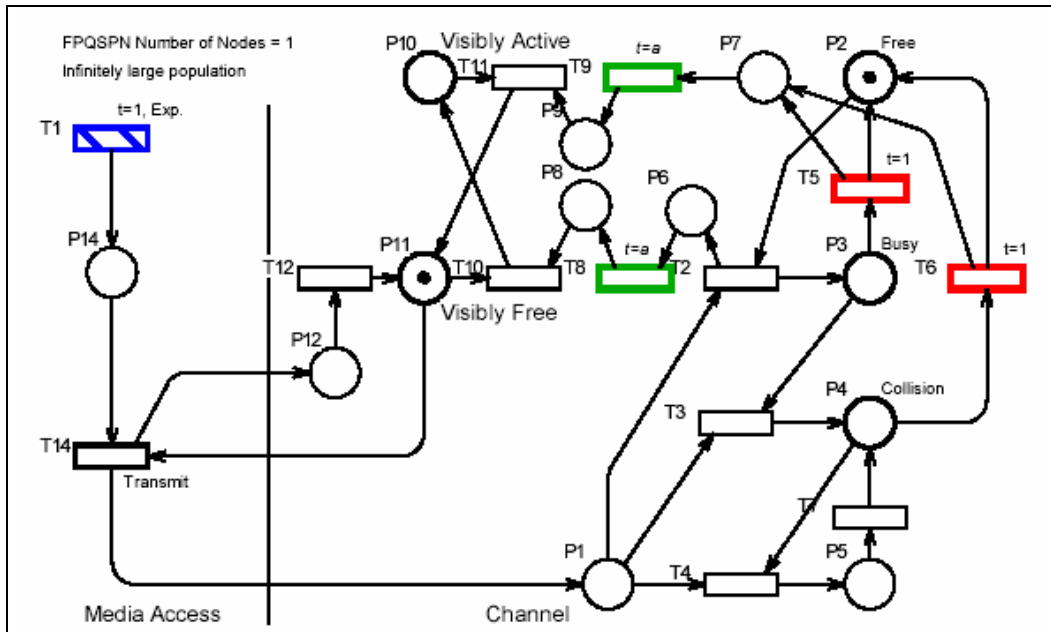 FPQSPN Number of Nodes = 1
Infinitely large population
t=1, Exp.
T1
P14
T14
Transmit
Media Access
P10
Visibly Active
T11
T9
t=a
P7
P2
Free
P9
P8
P6
T5
t=1
P11
T12
T10
T8
t=a
T2
P3
Busy
T6
t=1
Visibly Free
P12
T3
P4
Collision
T7
P1
T4
P5
Channel